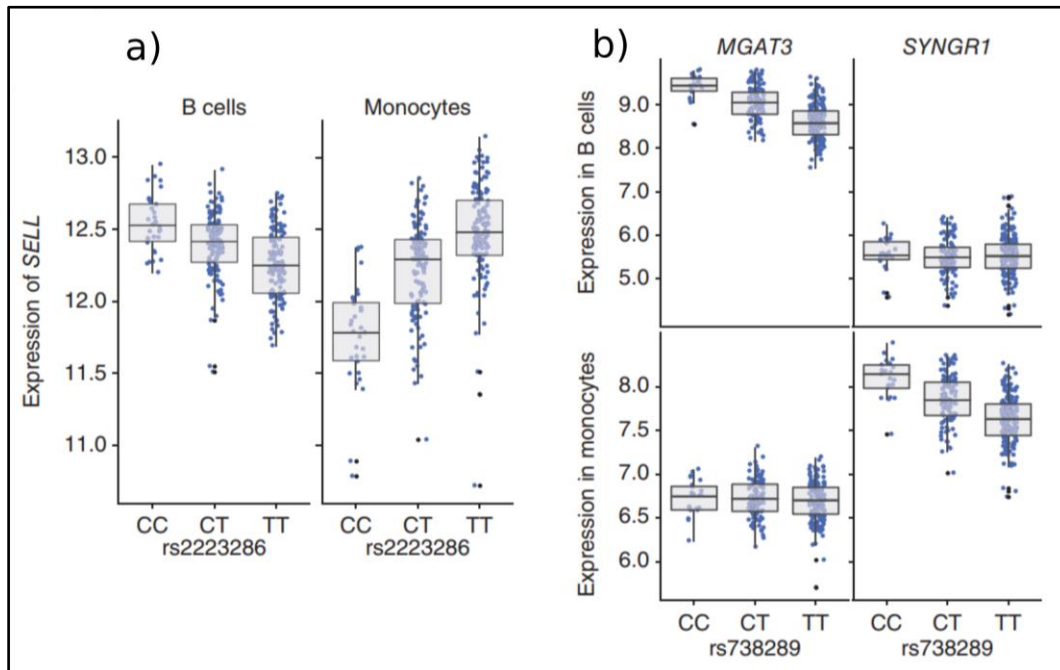 a)
B cells
Monocytes
Expression of SELL
13.0
12.5
12.0
11.5
11.0
CC CT TT
rs2223286
CC CT TT
rs2223286
b)
MGAT3
SYNGR1
Expression in B cells
9.0
8.0
7.0
6.0
5.0
Expression in monocytes
8.0
7.5
7.0
6.5
6.0
CC CT TT
rs738289
CC CT TT
rs738289